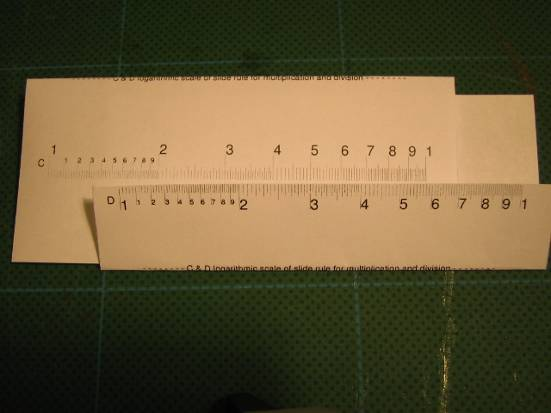 C & D logarithmic scale of slide rule for multiplication and division
1 2 3 4 5 6 7 8 9 1
C 1 2 3 4 5 6 7 8 9
D 1 1 2 3 4 5 6 7 8 9 2 3 4 5 6 7 8 9 1
C & D logarithmic scale of slide rule for multiplication and division